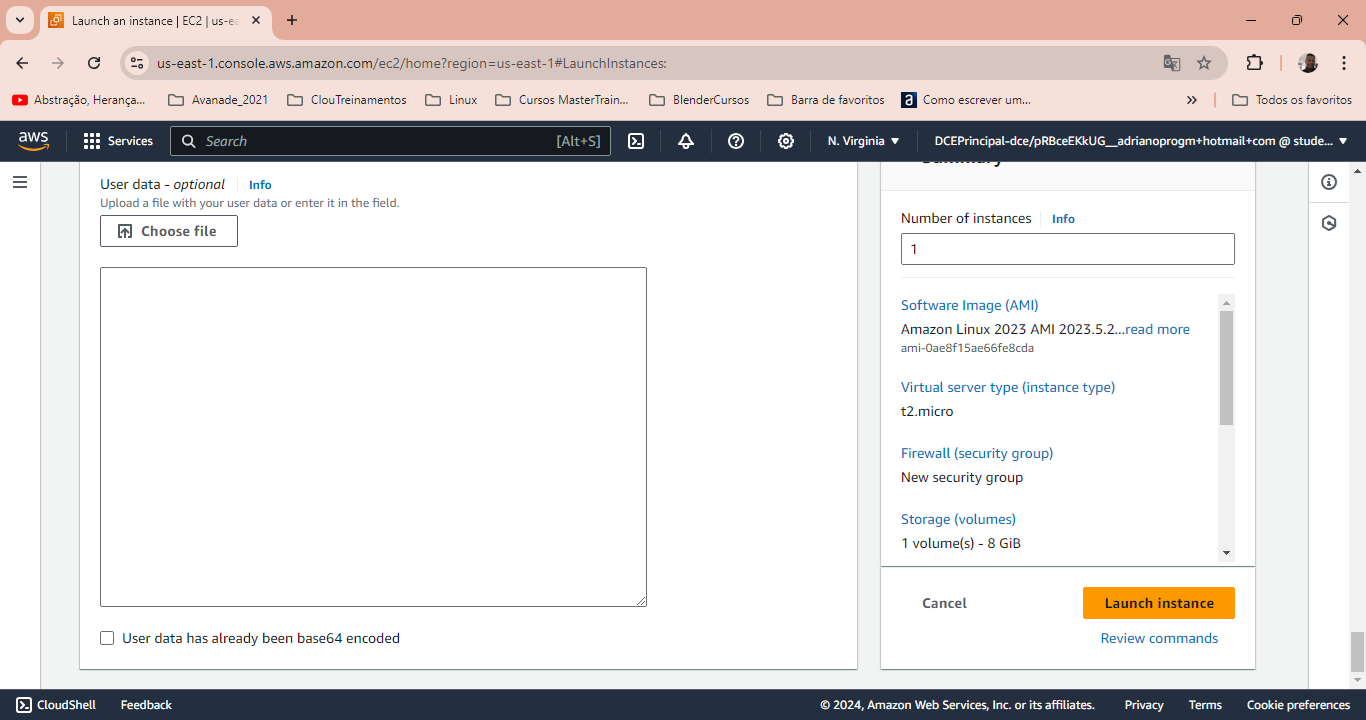 Launch an instance | EC2 | us-ea
us-east-1.console.aws.amazon.com/ec2/home?region=us-east-1#LaunchInstances:
Abstração, Herança...
Avanade_2021
ClouTreinamentos
Linux
Cursos MasterTrain...
BlenderCursos
Barra de favoritos
a
Como escrever um...
Todos os favoritos
aws
Services
Search
[Alt+S]
N. Virginia
DCEPrincipal-dce/pRBceEKkUG__adrianoprogm+hotmail+com @ stude...
User data - optional
Info
Upload a file with your user data or enter it in the field.
Choose file
User data has already been base64 encoded
Summary
Number of instances
Info
1
Software Image (AMI)
Amazon Linux 2023 AMI 2023.5.2...read more
ami-0ae8f15ae66fe8cda
Virtual server type (instance type)
t2.micro
Firewall (security group)
New security group
Storage (volumes)
1 volume(s) - 8 GiB
Cancel
Launch instance
Review commands
CloudShell
Feedback
© 2024, Amazon Web Services, Inc. or its affiliates.
Privacy
Terms
Cookie preferences